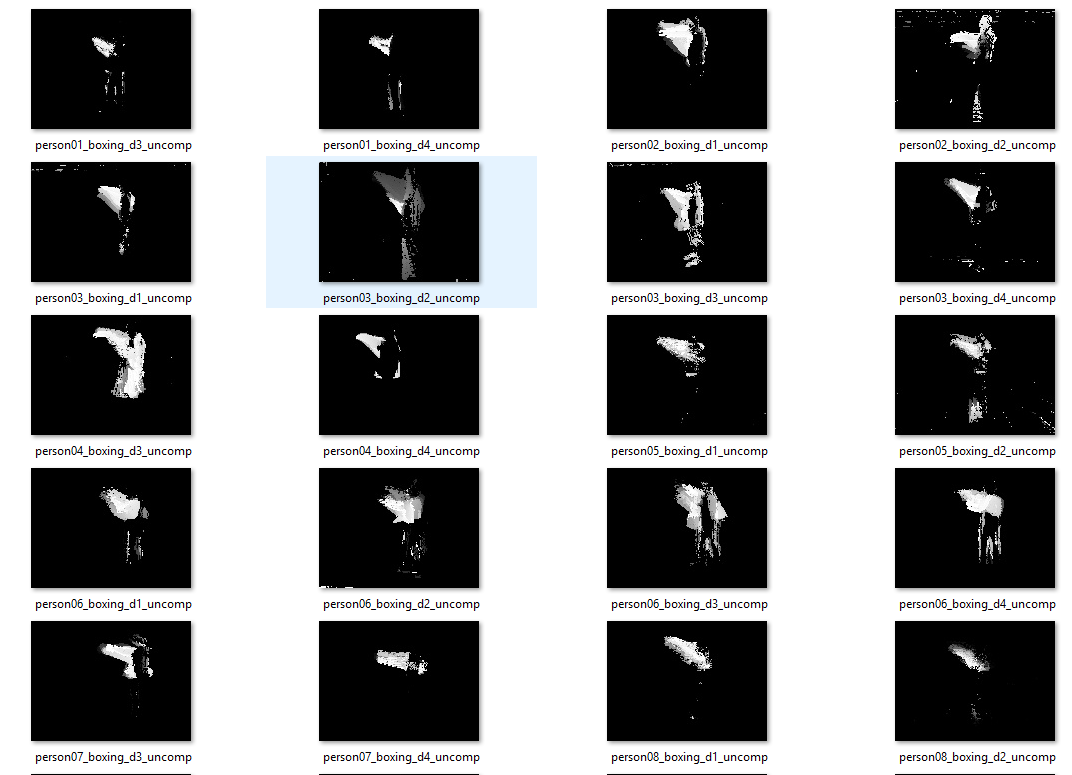 person01_boxing_d3_uncomp
person01_boxing_d4_uncomp
person02_boxing_d1_uncomp
person02_boxing_d2_uncomp
person03_boxing_d1_uncomp
person03_boxing_d2_uncomp
person03_boxing_d3_uncomp
person03_boxing_d4_uncomp
person04_boxing_d3_uncomp
person04_boxing_d4_uncomp
person05_boxing_d1_uncomp
person05_boxing_d2_uncomp
person06_boxing_d1_uncomp
person06_boxing_d2_uncomp
person06_boxing_d3_uncomp
person06_boxing_d4_uncomp
person07_boxing_d3_uncomp
person07_boxing_d4_uncomp
person08_boxing_d1_uncomp
person08_boxing_d2_uncomp